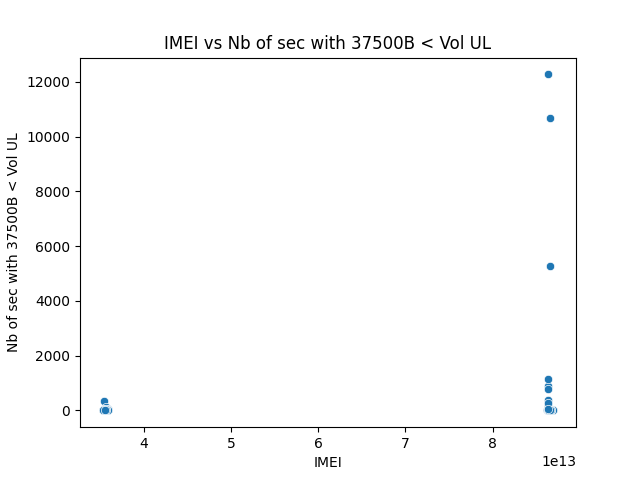 IMEI vs Nb of sec with 37500B < Vol UL
12000
10000
8000
6000
4000
2000
0
Nb of sec with 37500B < Vol UL
4 5 6 7 8
1e13
IMEI